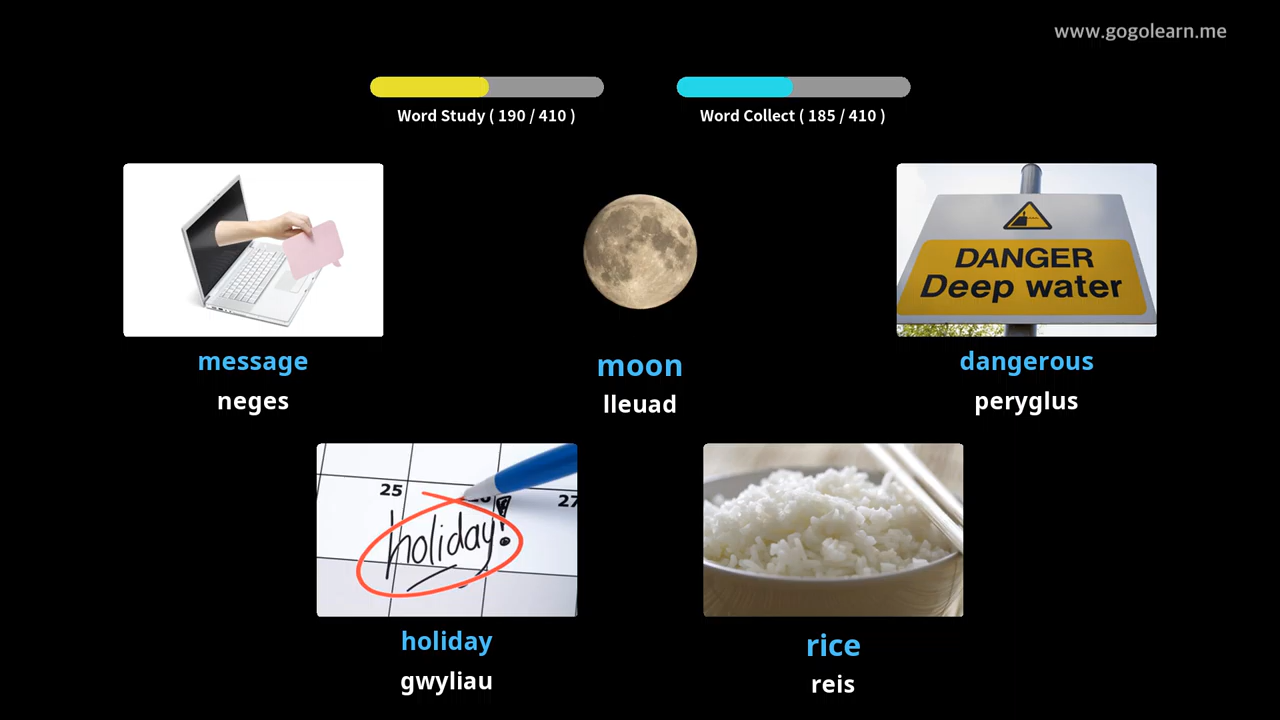 www.gogolearn.me
Word Study ( 190 / 410 )
Word Collect ( 185 / 410 )
DANGER
Deep water
message
neges
moon
lleuad
dangerous
peryglus
25
27
holiday!
holiday
gwyliau
rice
reis